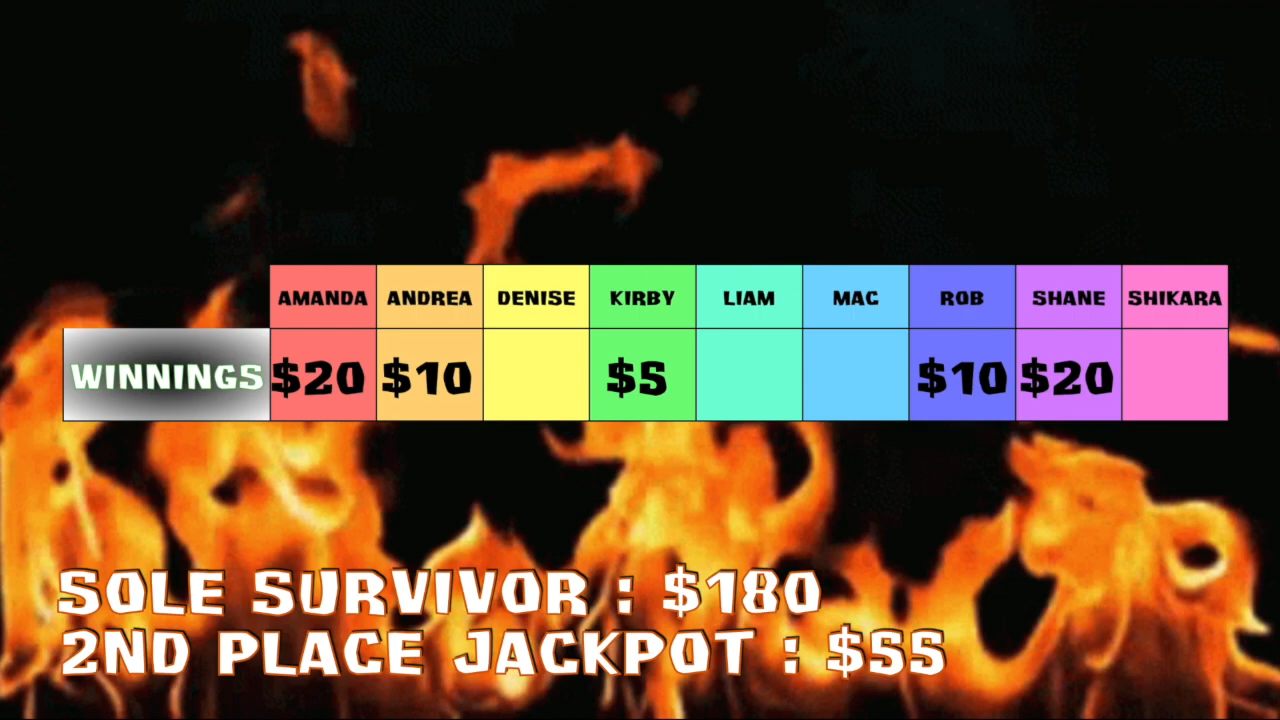 AMANDA ANDREA DENISE KIRBY LIAM MAC ROB SHANE SHIKARA
WINNINGS $20 $10 $5 $10 $20
SOLE SURVIVOR : $180
2ND PLACE JACKPOT : $55